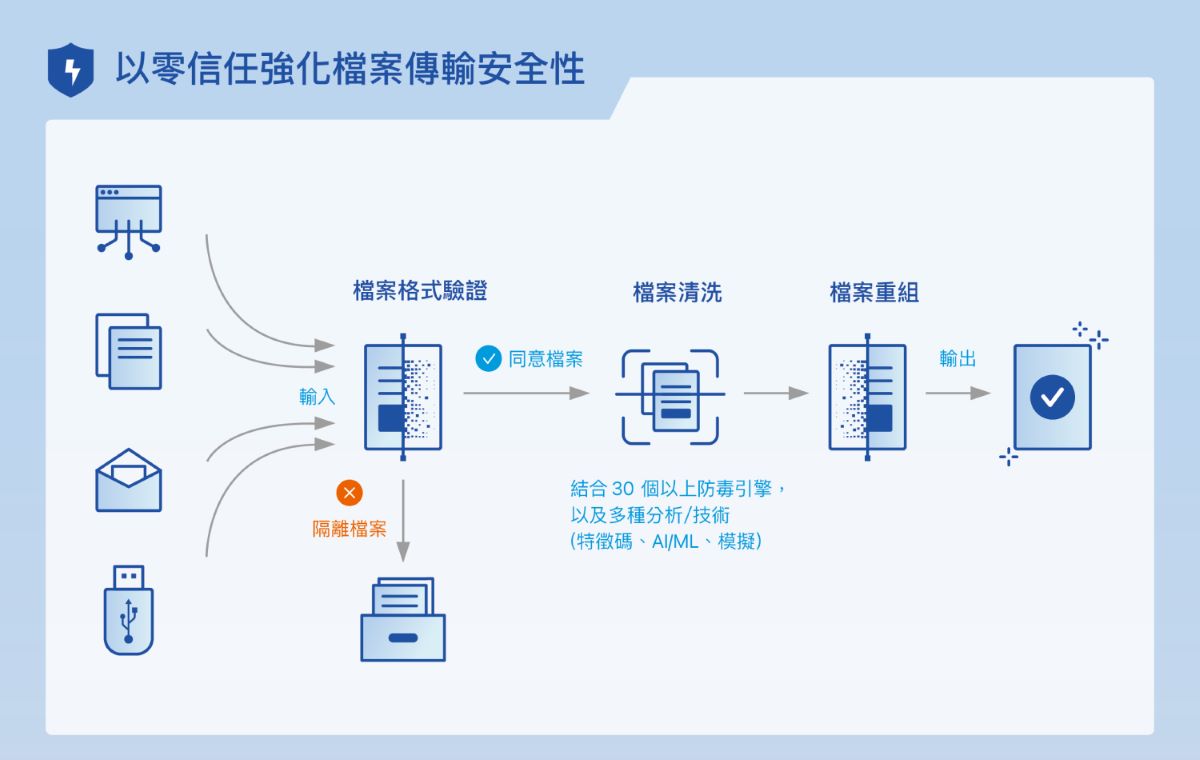 以零信任強化檔案傳輸安全性
檔案格式驗證
檔案清洗
檔案重組
同意檔案
輸出
輸入
結合 30 個以上防毒引擎，
以及多種分析/技術
(特徵碼、AI/ML、模擬)
隔離檔案